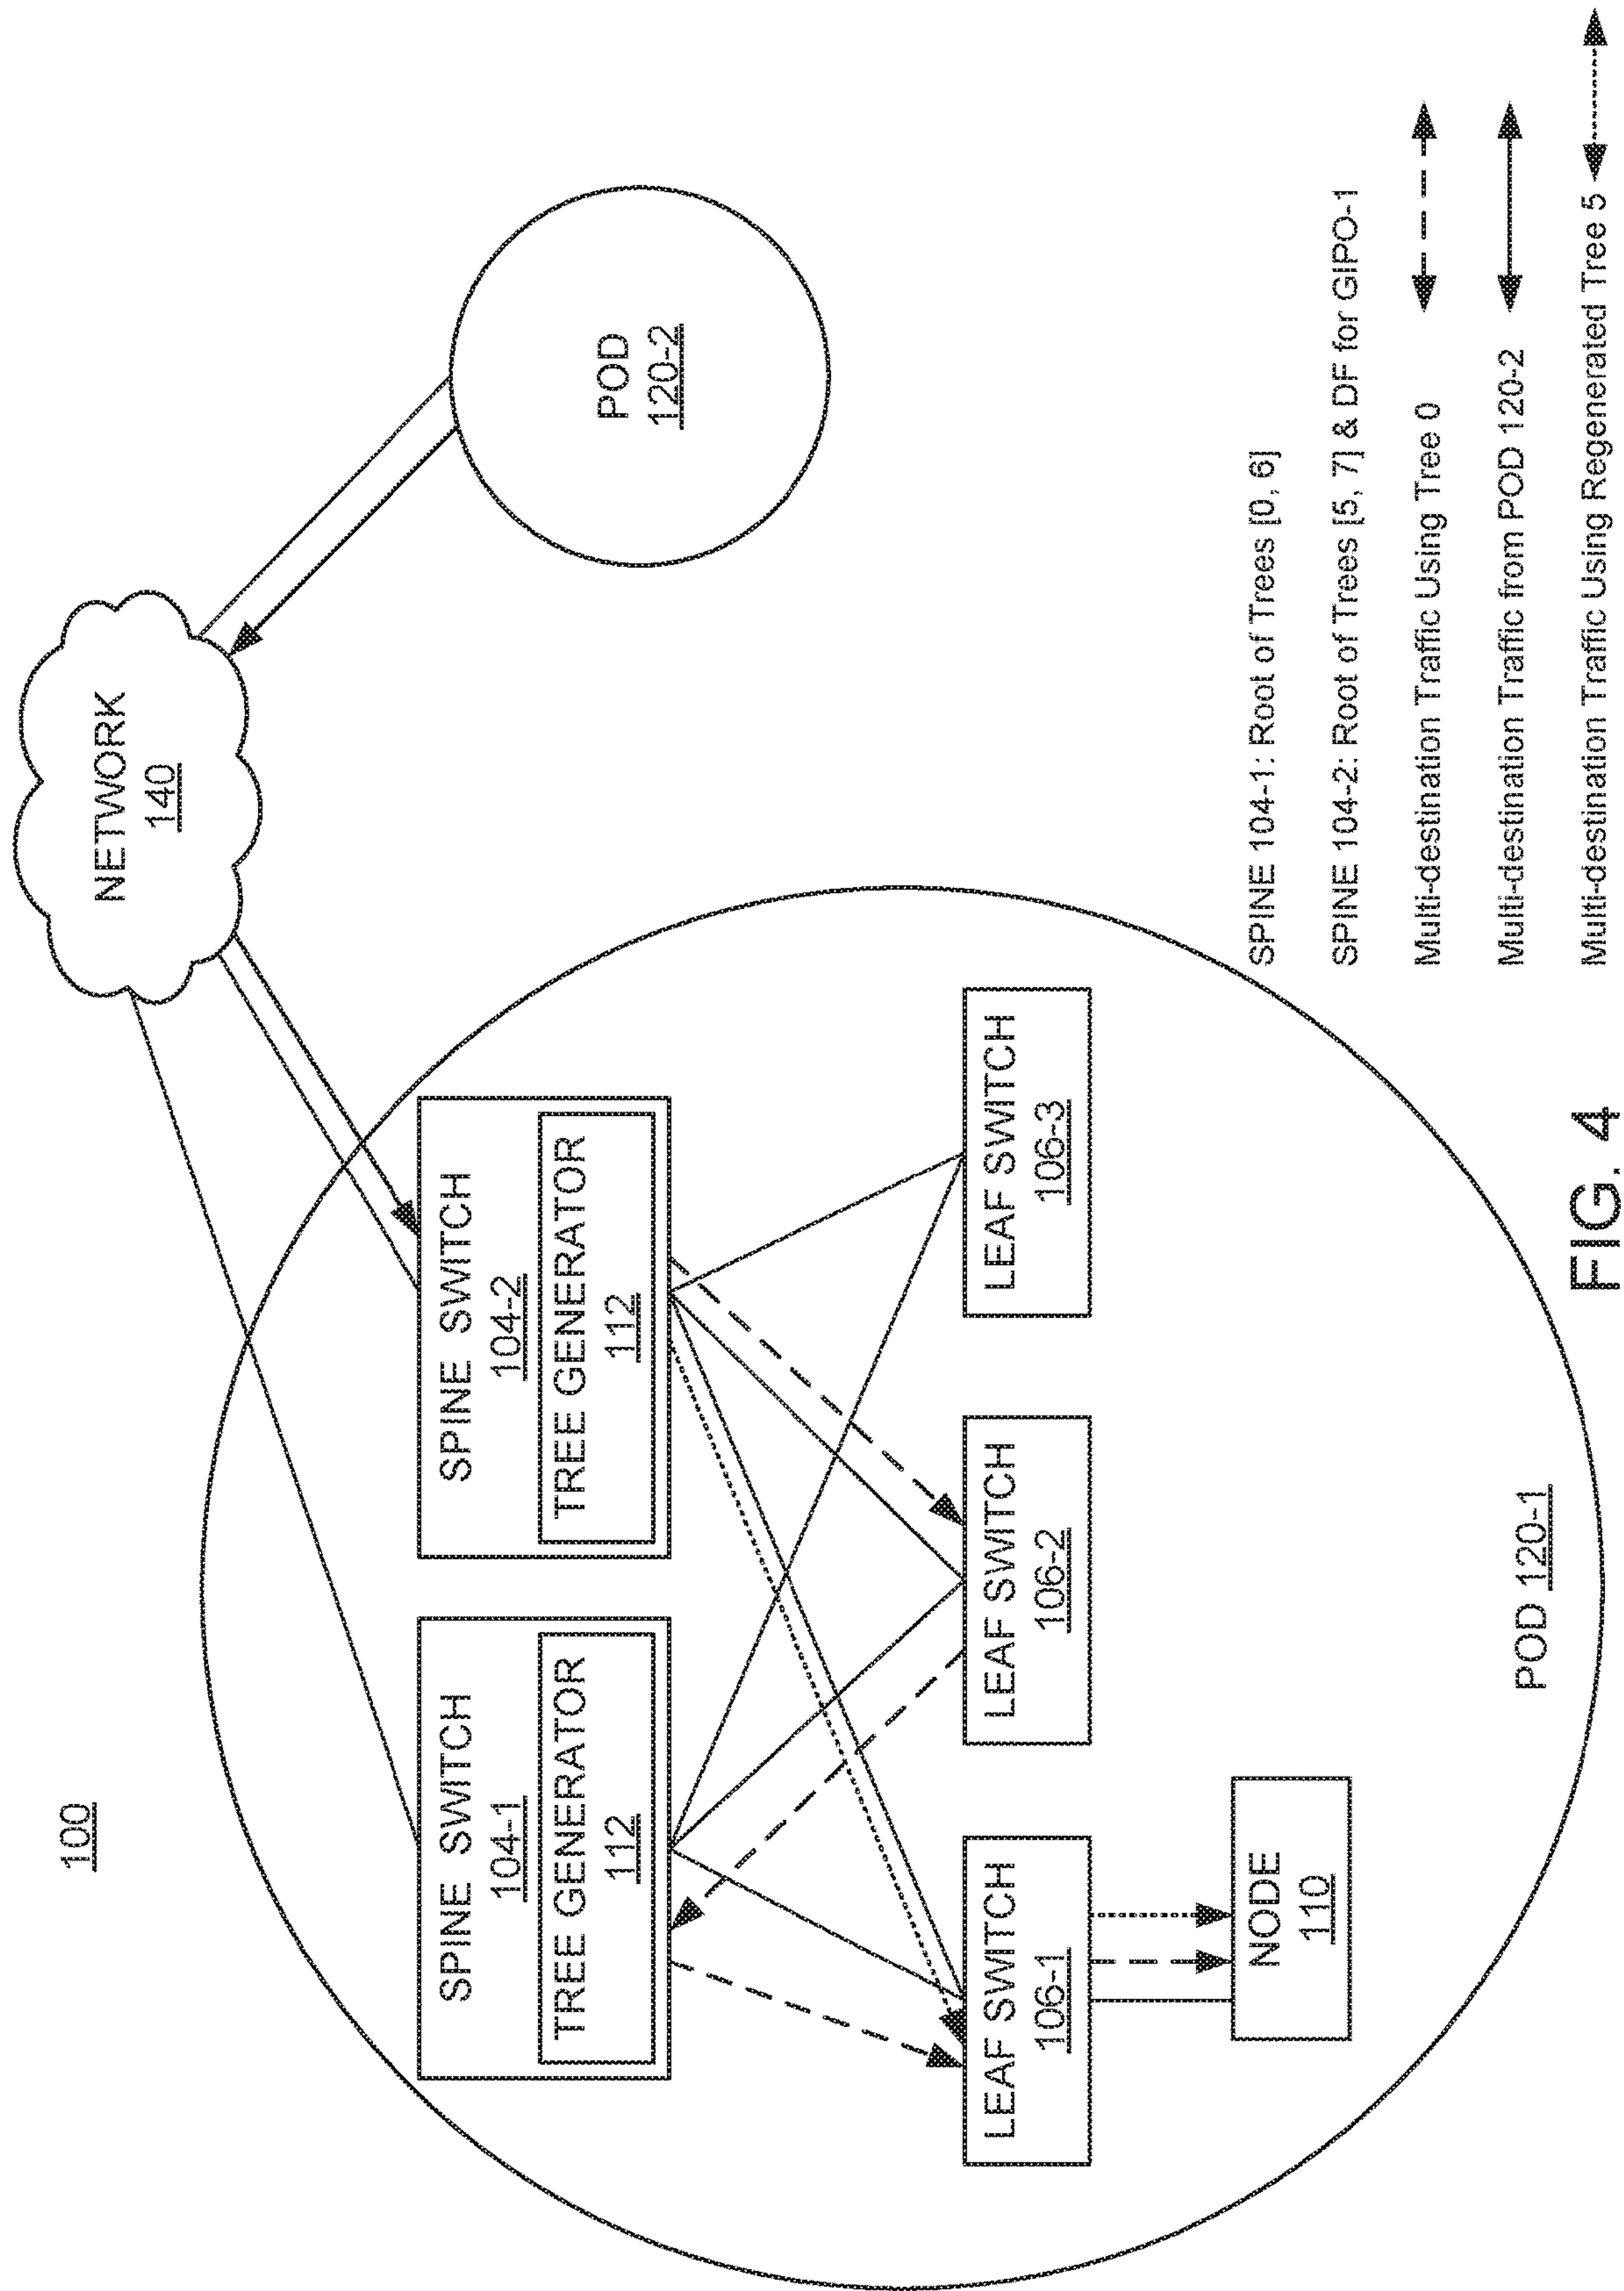 100
NETWORK
140
SPINE SWITCH
104-1
TREE GENERATOR
112
SPINE SWITCH
104-2
TREE GENERATOR
112
POD
120-2
LEAF SWITCH
106-1
LEAF SWITCH
106-2
LEAF SWITCH
106-3
NODE
110
POD 120-1
SPINE 104-1: Root of Trees [0, 6]
SPINE 104-2: Root of Trees [5, 7] & DF for GIPO-1
Multi-destination Traffic Using Tree 0
Multi-destination Traffic from POD 120-2
Multi-destination Traffic Using Regenerated Tree 5
FIG. 4